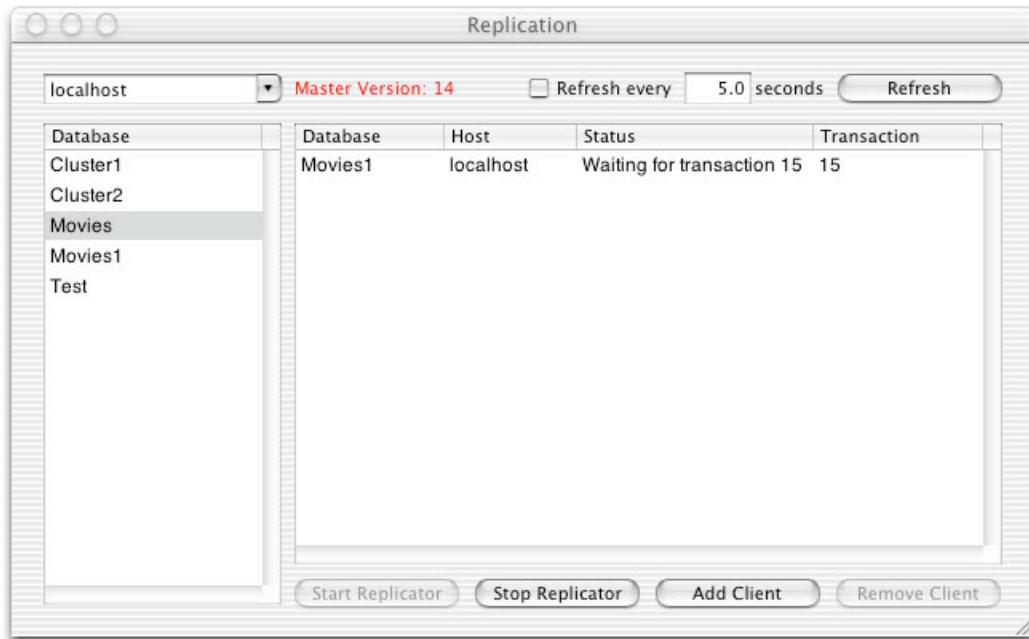 Replication
localhost Master Version: 14 Refresh every 5.0 seconds Refresh
Database
Cluster1
Cluster2
Movies
Movies1
Test
Database Host Status Transaction
Movies1 localhost Waiting for transaction 15 15
Start Replicator Stop Replicator Add Client Remove Client